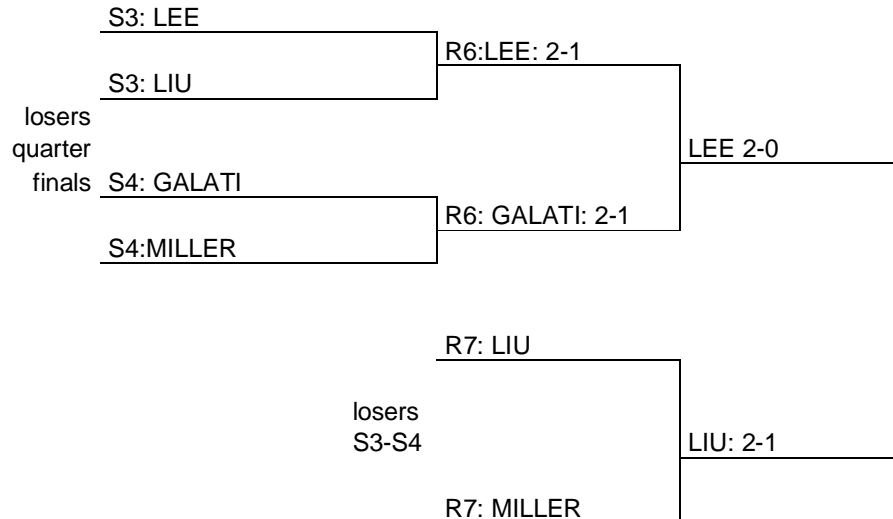 S3: LEE
R6:LEE: 2-1
S3: LIU
losers
quarter
finals
LEE 2-0
S4: GALATI
R6: GALATI: 2-1
S4:MILLER
R7: LIU
losers
S3-S4
LIU: 2-1
R7: MILLER